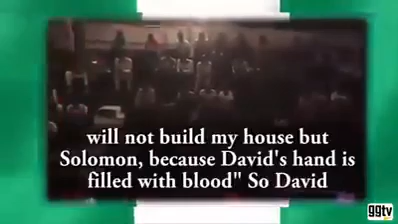 will not build my house but
Solomon, because David's hand is
filled with blood" So David
ggtv